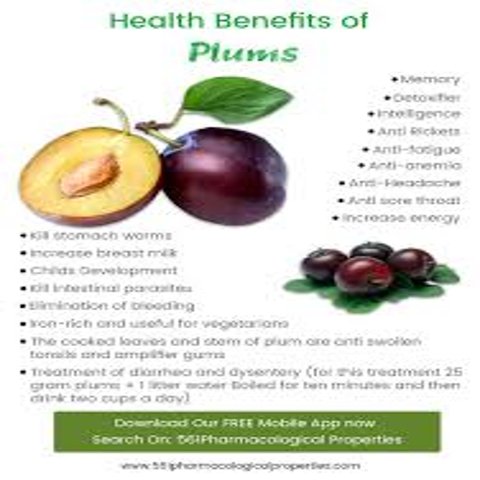 Health Benefits of
Plums
• Memory
• Detoxifier
• Intelligence
• Anti Rickets
• Anti-fatigue
• Anti-anemia
• Anti-Headache
• Anti sore throat
• Increase energy
• Kill stomach worms
• Increase breast milk
• Childs Development
• Kill intestinal parasites
• Elimination of bleeding
• Iron-rich and useful for vegetarians
• The cooked leaves and stem of plum are anti swollen
tonsils and amplifier gums
• Treatment of diarrhea and dysentery (for this treatment 25
gram plums + 1 litter water Boiled for ten minutes and then
drink two cups a day)
Download Our FREE Mobile App now
Search On: 561Pharmacological Properties
www.561pharmacologicalproperties.com